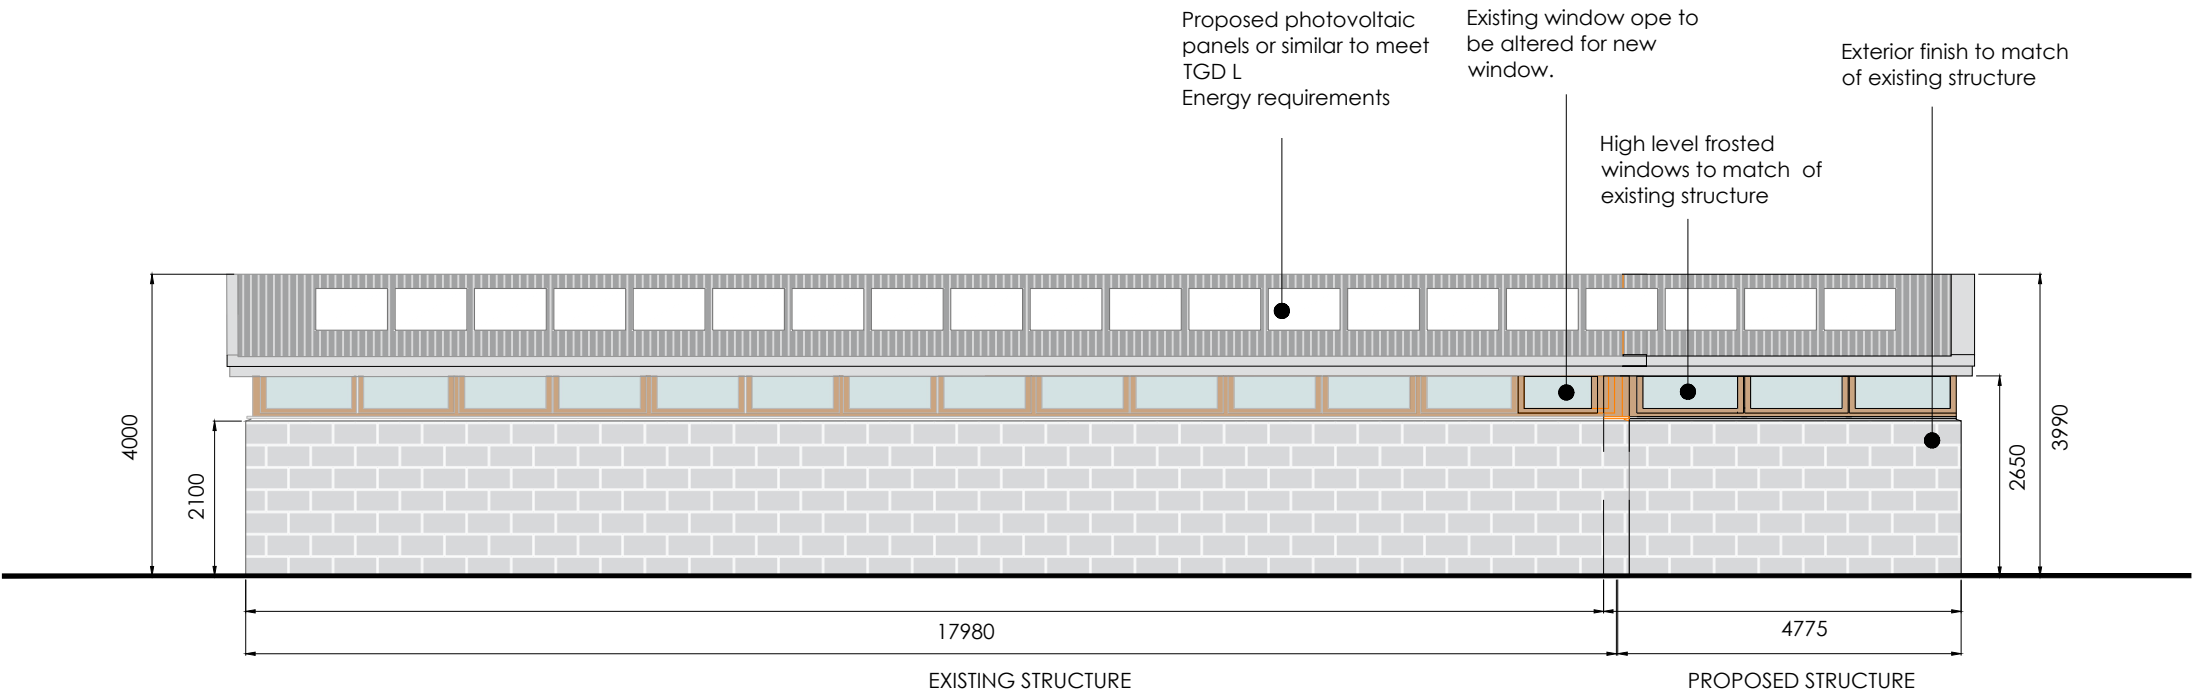 Proposed photovoltaic
panels or similar to meet
TGD L
Energy requirements
Existing window ope to
be altered for new
window.
Exterior finish to match
of existing structure
High level frosted
windows to match of
existing structure
4000
2100
2650
3990
17980
4775
EXISTING STRUCTURE
PROPOSED STRUCTURE